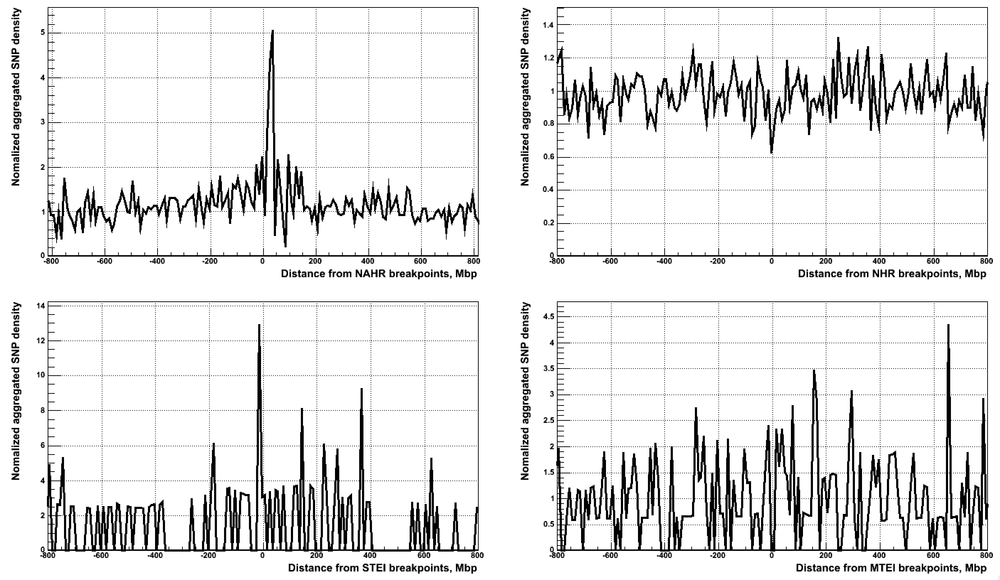 Nomalized aggregated SNP density
5
4
3
2
1
0
-800 -600 -400 -200 0 200 400 600 800
Distance from NAHR breakpoints, Mbp
Nomalized aggregated SNP density
1.4
1.2
1
0.8
0.6
0.4
0.2
0
-800 -600 -400 -200 0 200 400 600 800
Distance from NHR breakpoints, Mbp
Nomalized aggregated SNP density
14
12
10
8
6
4
2
0
-800 -600 -400 -200 0 200 400 600 800
Distance from STEI breakpoints, Mbp
Nomalized aggregated SNP density
4.5
4
3.5
3
2.5
2
1.5
1
0.5
0
-800 -600 -400 -200 0 200 400 600 800
Distance from MTEI breakpoints, Mbp